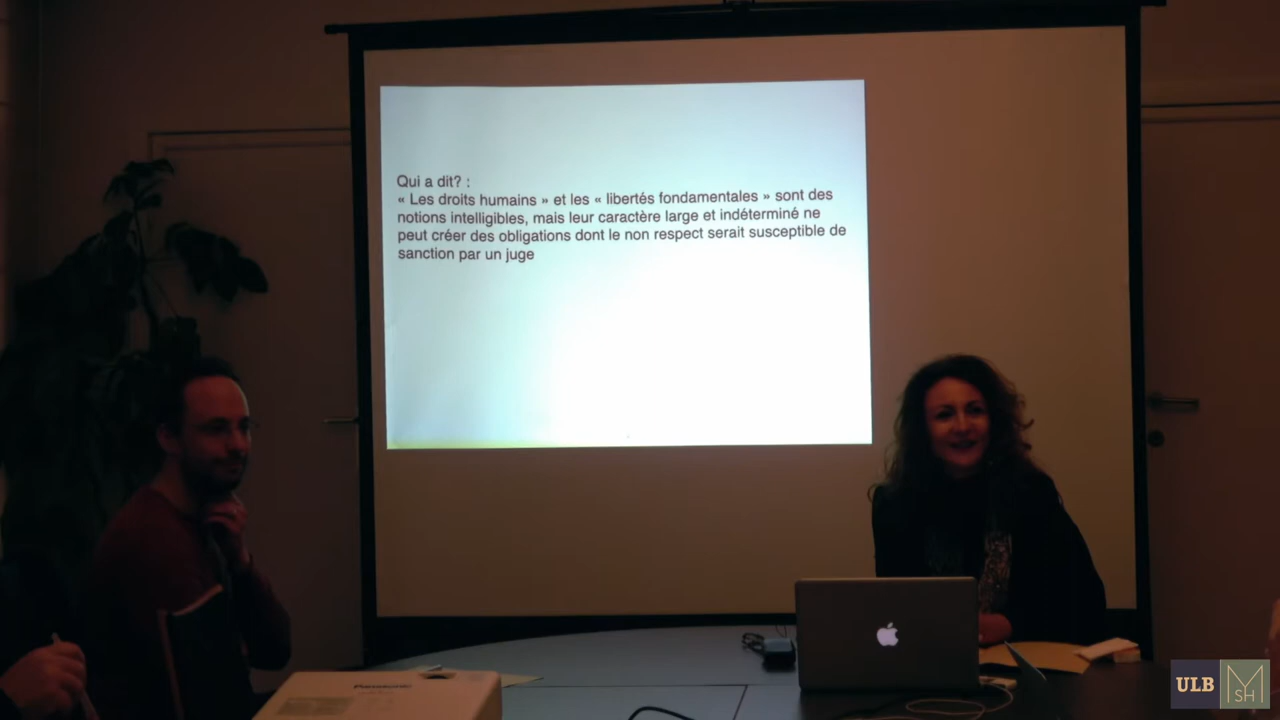 Qui a dit? :
« Les droits humains » et les « libertés fondamentales » sont des
notions intelligibles, mais leur caractère large et indéterminé ne
peut créer des obligations dont le non respect serait susceptible de
sanction par un juge
Panasonic
ULB
MSH